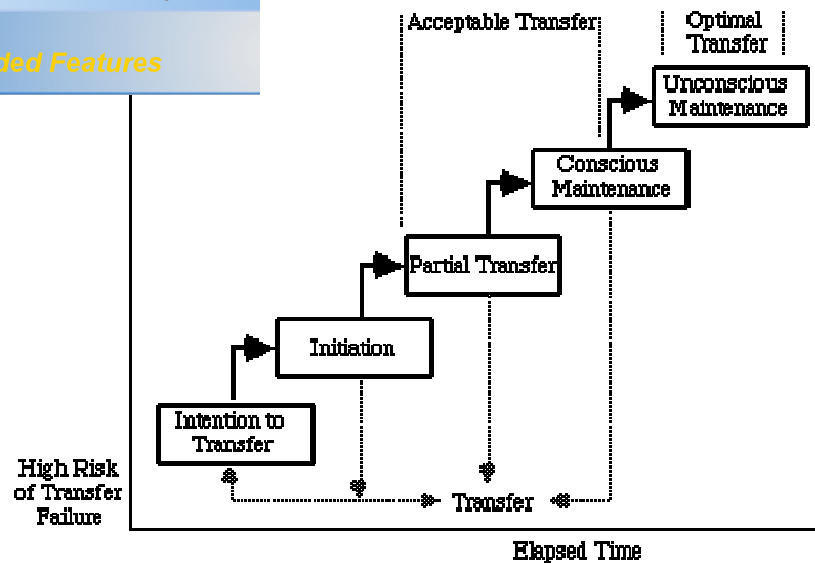 ded Features
Acceptable Transfer
Optimal
Transfer
Unconscious
Maintenance
Conscious
Maintenance
Partial Transfer
Initiation
Intention to
Transfer
High Risk
of Transfer
Failure
Transfer
Elapsed Time